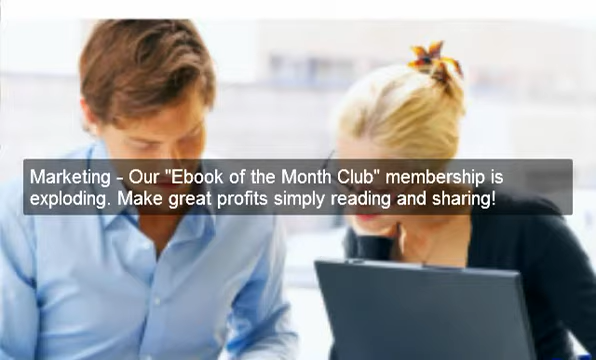 Marketing - Our "Ebook of the Month Club" membership is
exploding. Make great profits simply reading and sharing!